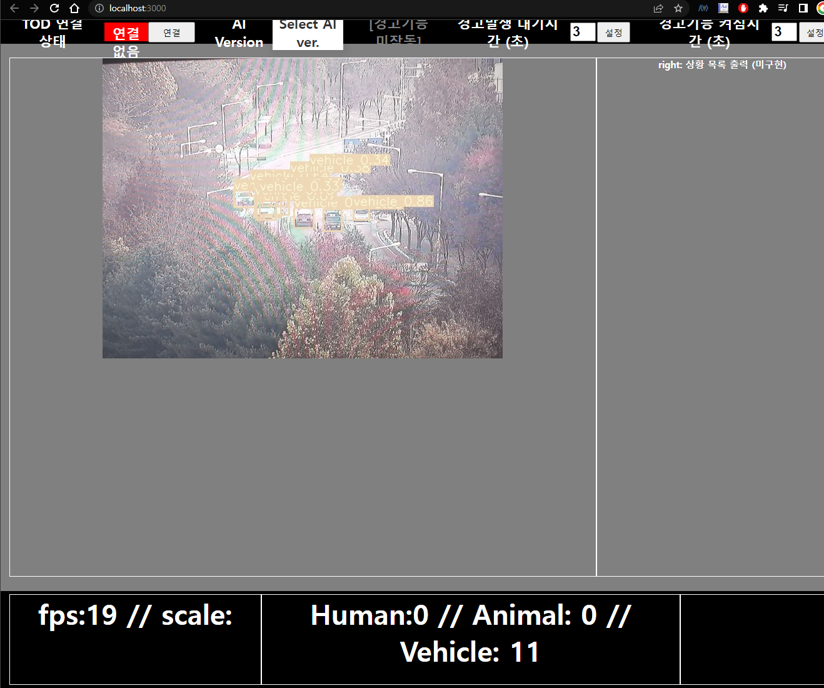 localhost:3000
TOD 연결
상태
연결
없음
연결
AI
Version
Select AI
ver.
[경고기능
미작동]
경고발생 대기시
간 (초)
3
설정
경고기능 켜짐시
간 (초)
3
설정
right: 상황 목록 출력 (미구현)
vehicle 0.34
vehicle 0.33
vehicle 0.86
fps:19 // scale:
Human:0 // Animal: 0 //
Vehicle: 11